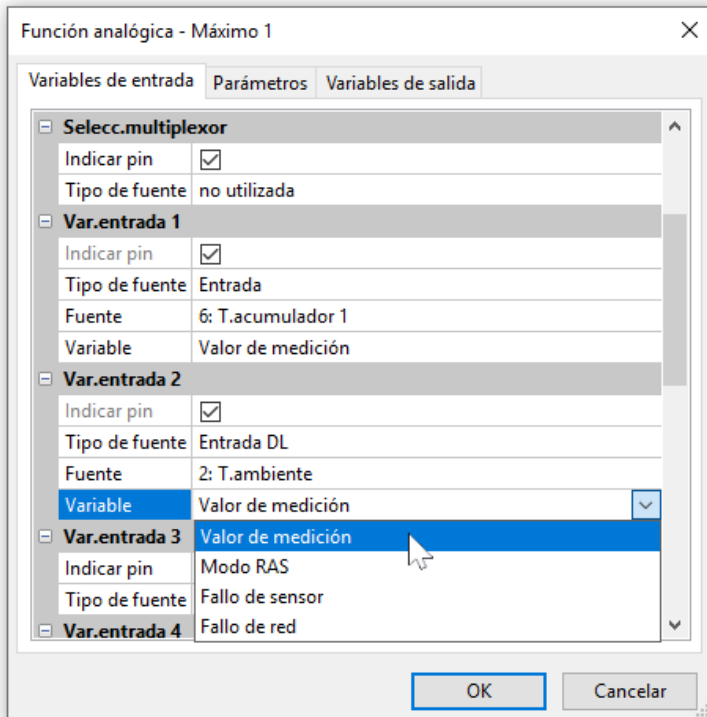 Función analógica - Máximo 1
Variables de entrada Parámetros Variables de salida
Selecc.multiplexor
Indicar pin
Tipo de fuente no utilizada
Var.entrada 1
Indicar pin
Tipo de fuente Entrada
Fuente 6: T.acumulador 1
Variable Valor de medición
Var.entrada 2
Indicar pin
Tipo de fuente Entrada DL
Fuente 2: T.ambiente
Variable Valor de medición
Var.entrada 3 Valor de medición
Indicar pin Modo RAS
Tipo de fuente Fallo de sensor
Var.entrada 4 Fallo de red
OK Cancelar